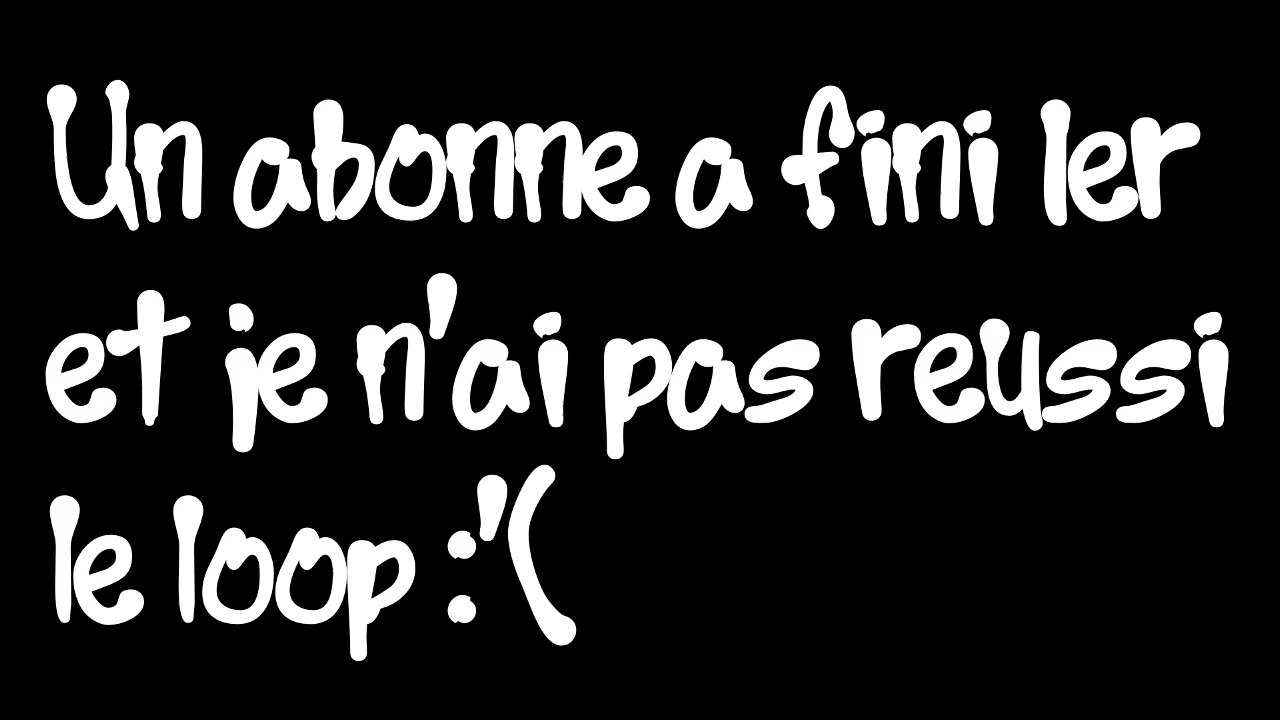 Un abonne a fini 1er
et je n'ai pas reussi
le loop :'(